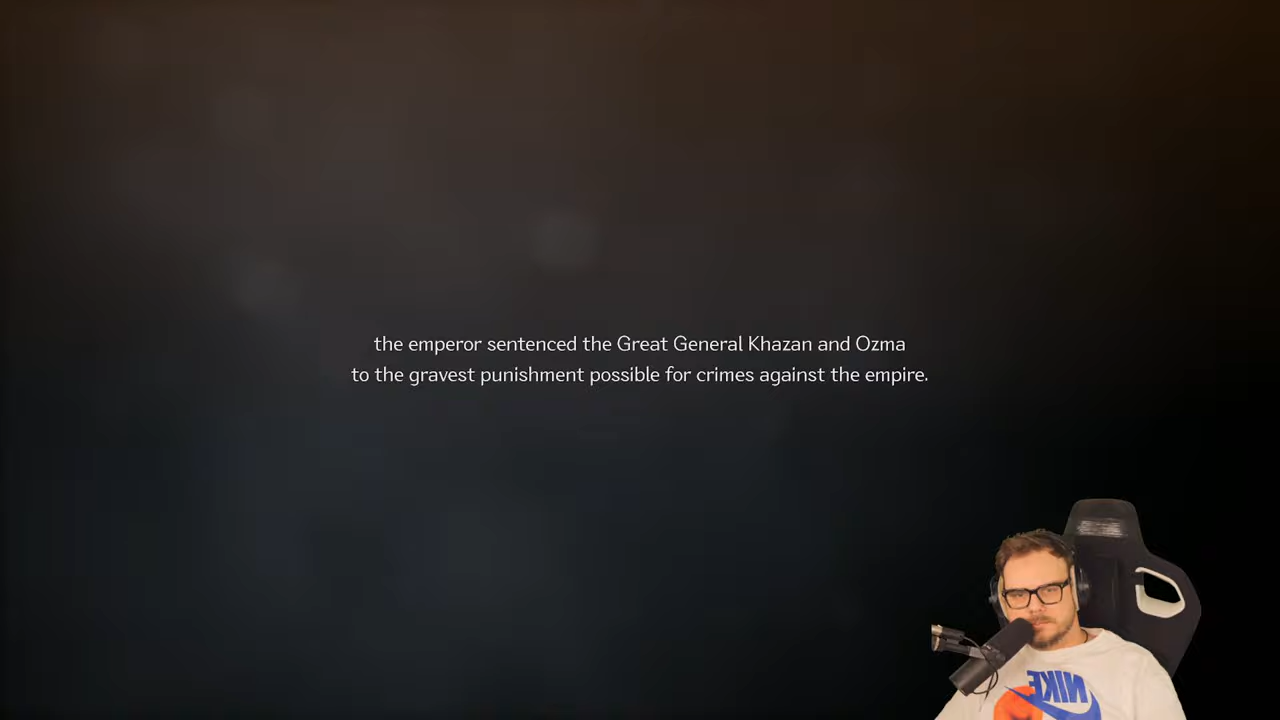 the emperor sentenced the Great General Khazan and Ozma
to the gravest punishment possible for crimes against the empire.
NIKE